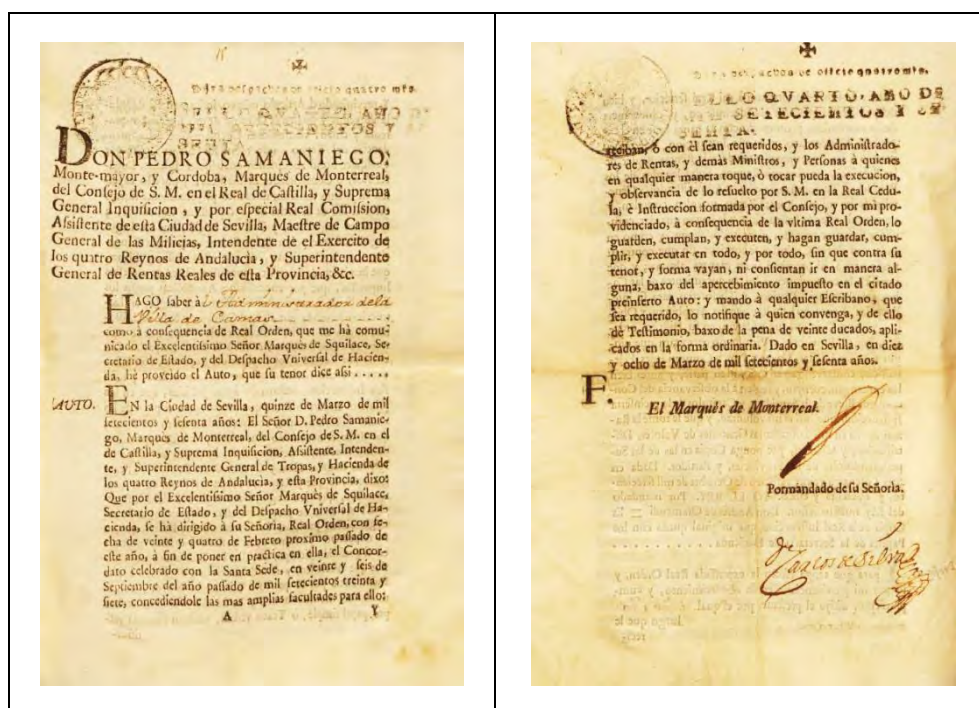 SELLO QVARTO, AÑO DE
SETECIENTOS Y SE-
SENTA.
DON PEDRO SAMANIEGO,
Monte-mayor, y Cordoba, Marquès de Monterreal,
del Consejo de S. M. en el Real de Castilla, y Suprema
General Inquisicion, y por especial Real Comission,
Assistente de esta Ciudad de Sevilla, Maestre de Campo
General de las Milicias, Intendente de el Exercito de
los quatro Reynos de Andalucia, y Superintendente
General de Rentas Reales de esta Provincia, &c.
HAGO saber à el Administrador de la
Villa de Camas
como à consequencia de Real Orden, que me hà comu-
nicado el Excelentissimo Señor Marquès de Squilace, Se-
cretario de Estado, y del Despacho Vniversal de Hacien-
da, hè proveido el Auto, que su tenor dice assi . . . .
AUTO. EN la Ciudad de Sevilla, quinze de Marzo de mil
setecientos y sesenta años: El Señor D. Pedro Samanie-
go, Marquès de Monterreal, del Consejo de S. M. en el
de Castilla, y Suprema Inquisicion, Assistente, Intenden-
te, y Superintendente General de Tropas, y Hacienda de
los quatro Reynos de Andalucia, y esta Provincia, dixo:
Que por el Excelentissimo Señor Marquès de Squilace,
Secretario de Estado, y del Despacho Vniversal de Ha-
cienda, se hà dirigido à su Señoria, Real Orden, con fe-
cha de veinte y quatro de Febrero proximo passado de
este año, à fin de poner en practica en ella, el Concor-
dato celebrado con la Santa Sede, en veinte y seis de
Septiembre del año passado de mil setecientos treinta y
siete, concediendole las mas amplias facultades para ello:
A Y
SELLO QVARTO, AÑO DE
SETECIENTOS Y SE-
SENTA.
reciban, ò con èl sean requeridos, y los Administrado-
res de Rentas, y demàs Ministros, y Personas à quienes
en qualquier manera toque, ò tocar pueda la execucion,
y observancia de lo resuelto por S. M. en la Real Cedu-
la, è Instruccion formada por el Consejo, y por mi pro-
videnciado, à consequencia de la vltima Real Orden, lo
guarden, cumplan, y executen, y hagan guardar, cum-
plir, y executar en todo, y por todo, sin que contra su
tenor, y forma vayan, ni consientan ir en manera al-
guna, baxo del apercebimiento impuesto en el citado
preinserto Auto: y mando à qualquier Escribano, que
sea requerido, lo notifique à quien convenga, y de ello
dè Testimonio, baxo de la pena de veinte ducados, apli-
cados en la forma ordinaria. Dado en Sevilla, en diez
y ocho de Marzo de mil setecientos y sesenta años.
F.
El Marquès de Monterreal.
Por mandado de su Señoria.